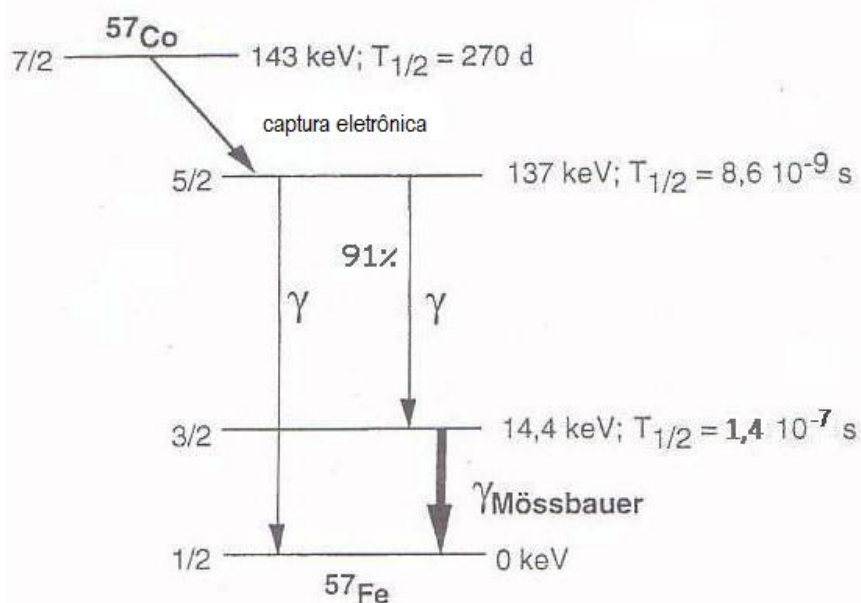 ⁵⁷Co
7/2 143 keV; T₁/₂ = 270 d
captura eletrônica
5/2 137 keV; T₁/₂ = 8,6 10⁻⁹ s
91%
γ γ
3/2 14,4 keV; T₁/₂ = 1,4 10⁻⁷ s
γMössbauer
1/2 0 keV
⁵⁷Fe